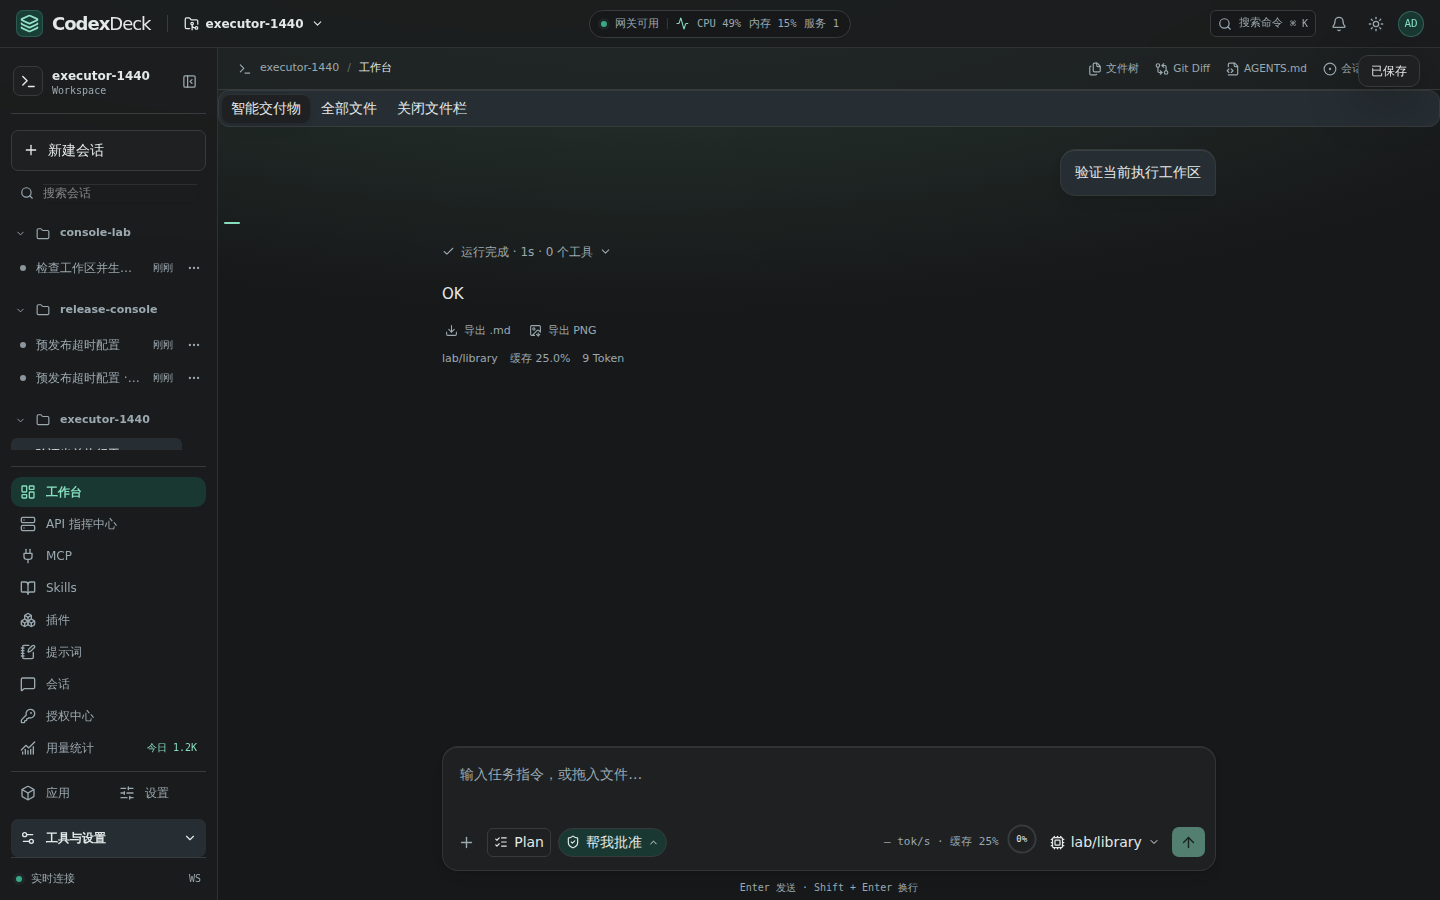 CodexDeck
executor-1440
网关可用 CPU 49% 内存 15% 服务 1
搜索命令 ⌘ K
AD
executor-1440
Workspace
executor-1440 / 工作台
文件树 Git Diff AGENTS.md 会
已保存
智能交付物 全部文件 关闭文件栏
新建会话
搜索会话
console-lab
检查工作区并生... 刚刚
release-console
预发布超时配置 刚刚
预发布超时配置 ·... 刚刚
executor-1440
验证当前执行工作区
运行完成 · 1s · 0 个工具
OK
导出 .md 导出 PNG
lab/library 缓存 25.0% 9 Token
工作台
API 指挥中心
MCP
Skills
插件
提示词
会话
授权中心
用量统计 今日 1.2K
应用 设置
工具与设置
实时连接 WS
输入任务指令，或拖入文件...
Plan 帮我批准
— tok/s · 缓存 25% 0% lab/library
Enter 发送 · Shift + Enter 换行